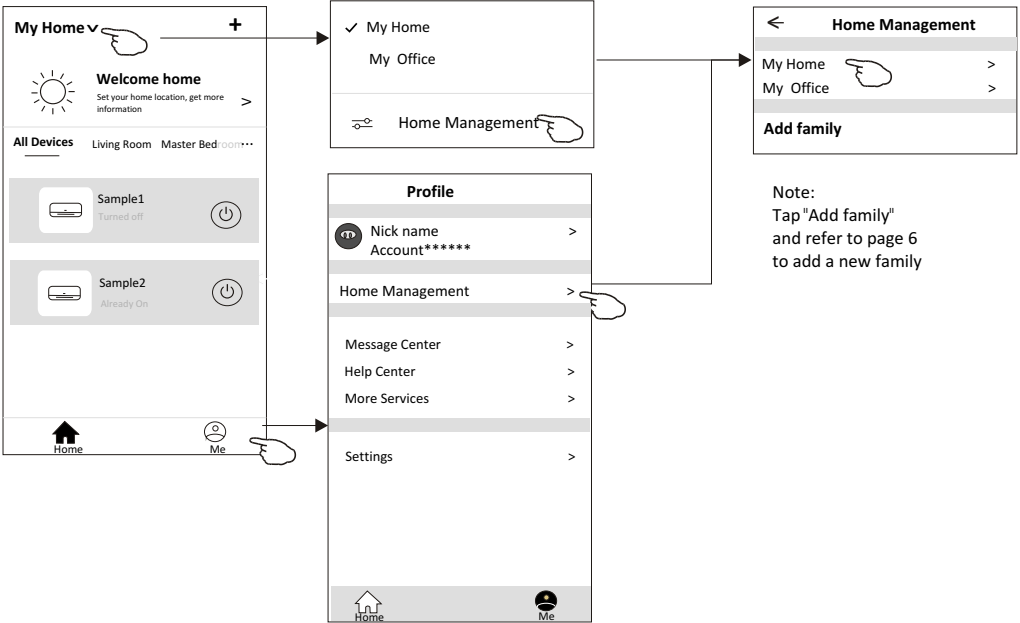 My Home
+
Welcome home
Set your home location, get more
information
>
All Devices Living Room Master Bedroom ···
Sample1
Turned off
Sample2
Already On
Home
Me
✓ My Home
My Office
Home Management
Profile
Nick name >
Account******
Home Management >
Message Center >
Help Center >
More Services >
Settings >
Home
Me
Home Management
My Home >
My Office >
Add family
Note:
Tap "Add family"
and refer to page 6
to add a new family